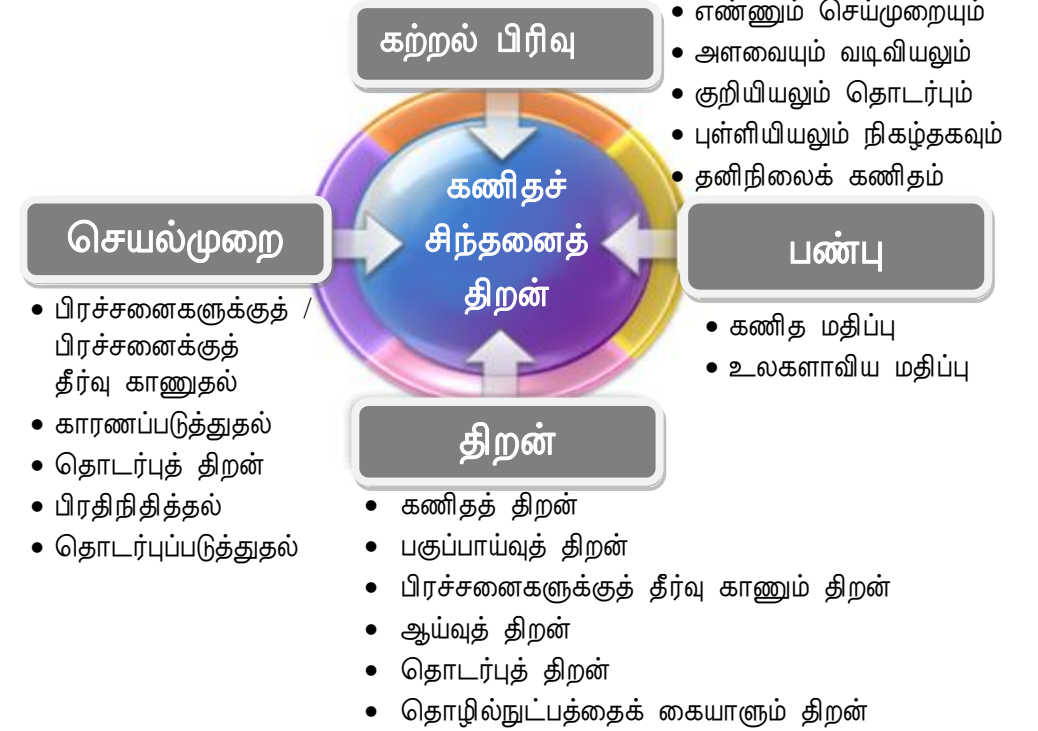 கற்றல் பிரிவு
• எண்ணும் செய்முறையும்
• அளவையும் வடிவியலும்
• குறியியலும் தொடர்பும்
• புள்ளியியலும் நிகழ்தகவும்
• தனிநிலைக் கணிதம்
கணிதச்
சிந்தனைத்
திறன்
செயல்முறை
• பிரச்சனைகளுக்குத் /
பிரச்சனைக்குத்
தீர்வு காணுதல்
• காரணப்படுத்துதல்
• தொடர்புத் திறன்
• பிரதிநிதித்தல்
• தொடர்புப்படுத்துதல்
பண்பு
• கணித மதிப்பு
• உலகளாவிய மதிப்பு
திறன்
• கணிதத் திறன்
• பகுப்பாய்வுத் திறன்
• பிரச்சனைகளுக்குத் தீர்வு காணும் திறன்
• ஆய்வுத் திறன்
• தொடர்புத் திறன்
• தொழில்நுட்பத்தைக் கையாளும் திறன்